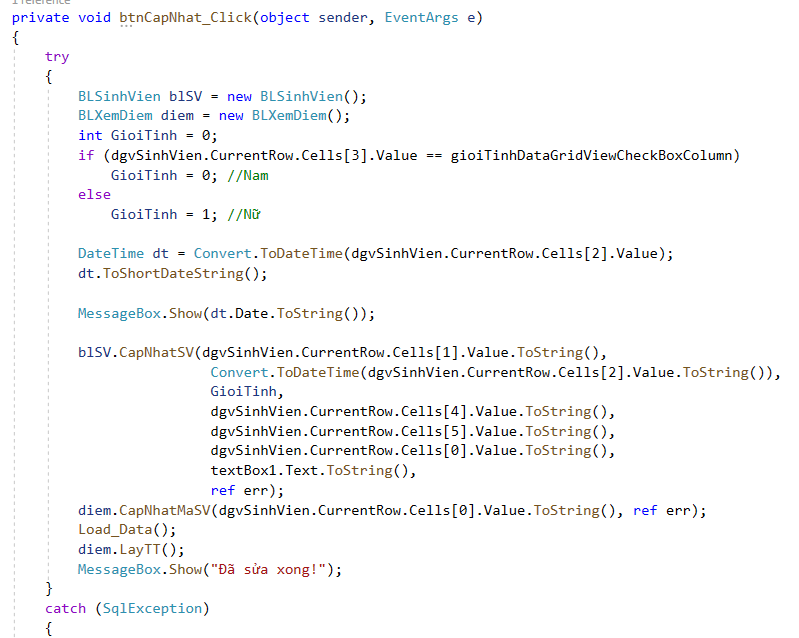 1 reference
private void btnCapNhat_Click(object sender, EventArgs e)
{
try
{
BLSinhVien blSV = new BLSinhVien();
BLXemDiem diem = new BLXemDiem();
int GioiTinh = 0;
if (dgvSinhVien.CurrentRow.Cells[3].Value == gioiTinhDataGridViewCheckBoxColumn)
GioiTinh = 0; //Nam
else
GioiTinh = 1; //Nữ
DateTime dt = Convert.ToDateTime(dgvSinhVien.CurrentRow.Cells[2].Value);
dt.ToShortDateString();
MessageBox.Show(dt.Date.ToString());
blSV.CapNhatSV(dgvSinhVien.CurrentRow.Cells[1].Value.ToString(),
Convert.ToDateTime(dgvSinhVien.CurrentRow.Cells[2].Value.ToString()),
GioiTinh,
dgvSinhVien.CurrentRow.Cells[4].Value.ToString(),
dgvSinhVien.CurrentRow.Cells[5].Value.ToString(),
dgvSinhVien.CurrentRow.Cells[0].Value.ToString(),
textBox1.Text.ToString(),
ref err);
diem.CapNhatMaSV(dgvSinhVien.CurrentRow.Cells[0].Value.ToString(), ref err);
Load_Data();
diem.LayTT();
MessageBox.Show("Đã sửa xong!");
}
catch (SqlException)
{